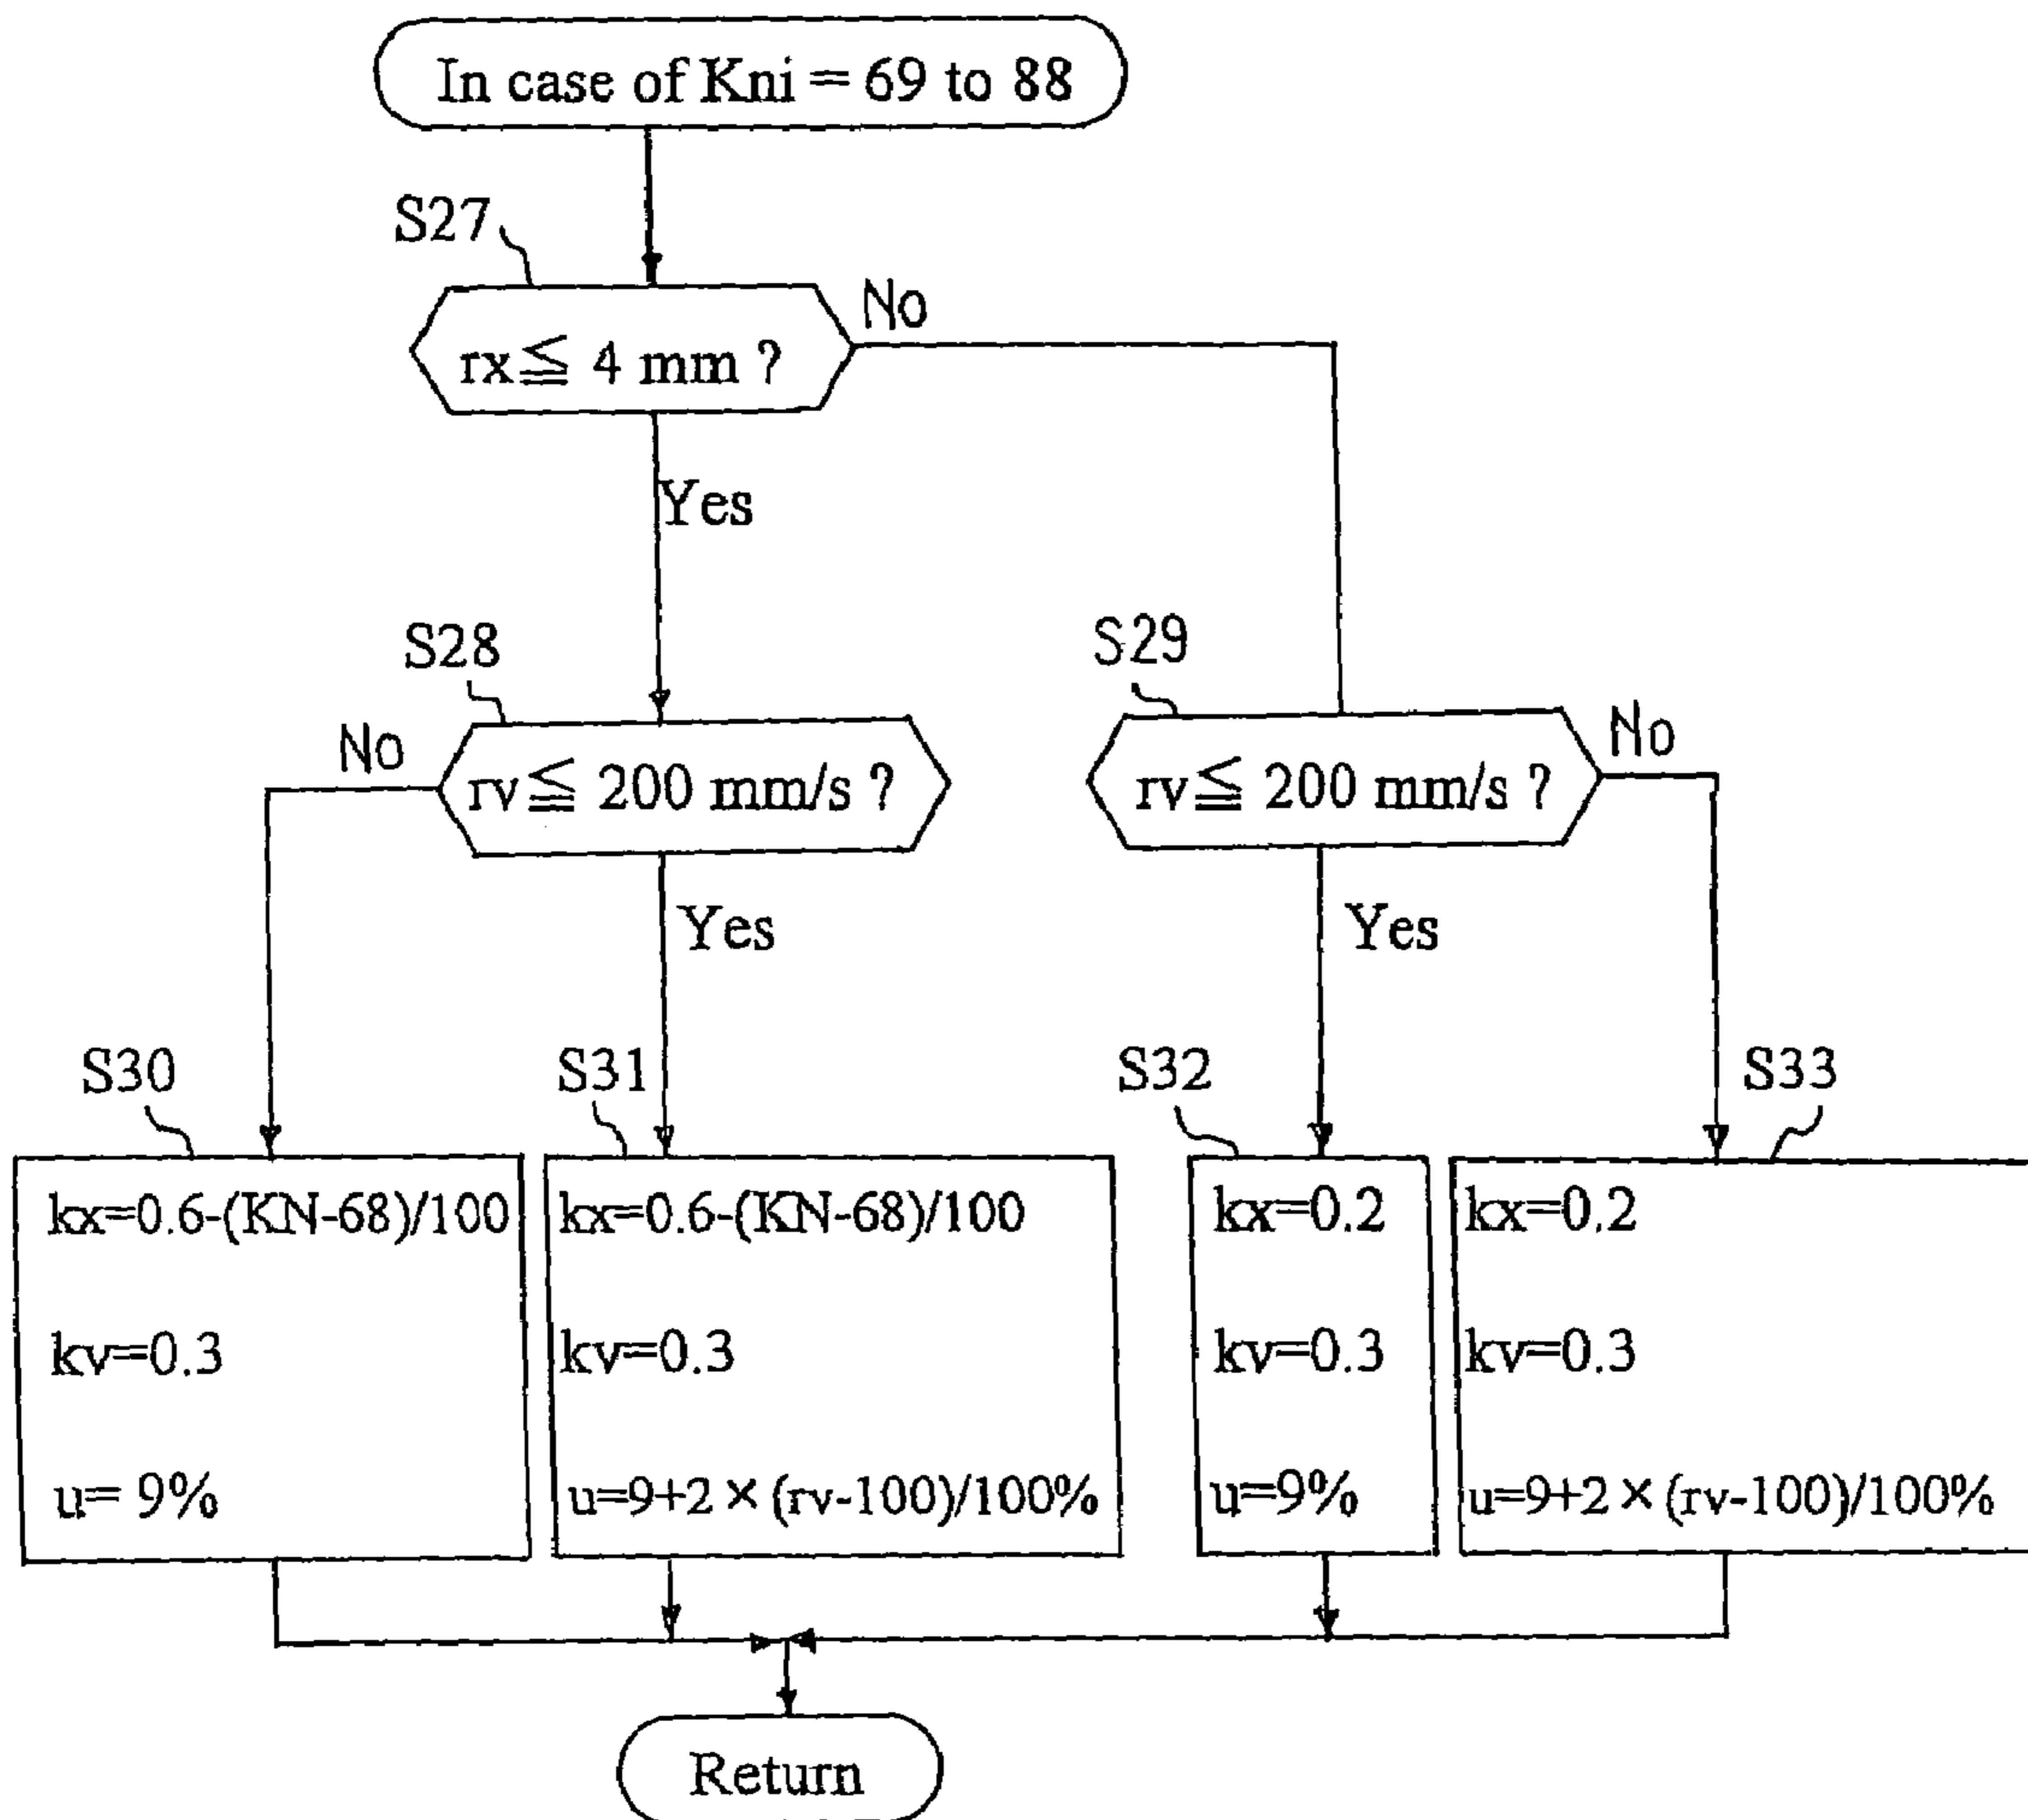 In case of Kni = 69 to 88
S27
No
rx≦ 4 mm ?
Yes
S28
S29
No
rv≦ 200 mm/s ?
rv≦ 200 mm/s ?
No
Yes
Yes
S30
S31
S32
S33
kx=0.6-(KN-68)/100
kv=0.3
u= 9%
kx=0.6-(KN-68)/100
kv=0.3
u=9+2 × (rv-100)/100%
kx=0.2
kv=0.3
u=9%
kx=0.2
kv=0.3
u=9+2 × (rv-100)/100%
Return